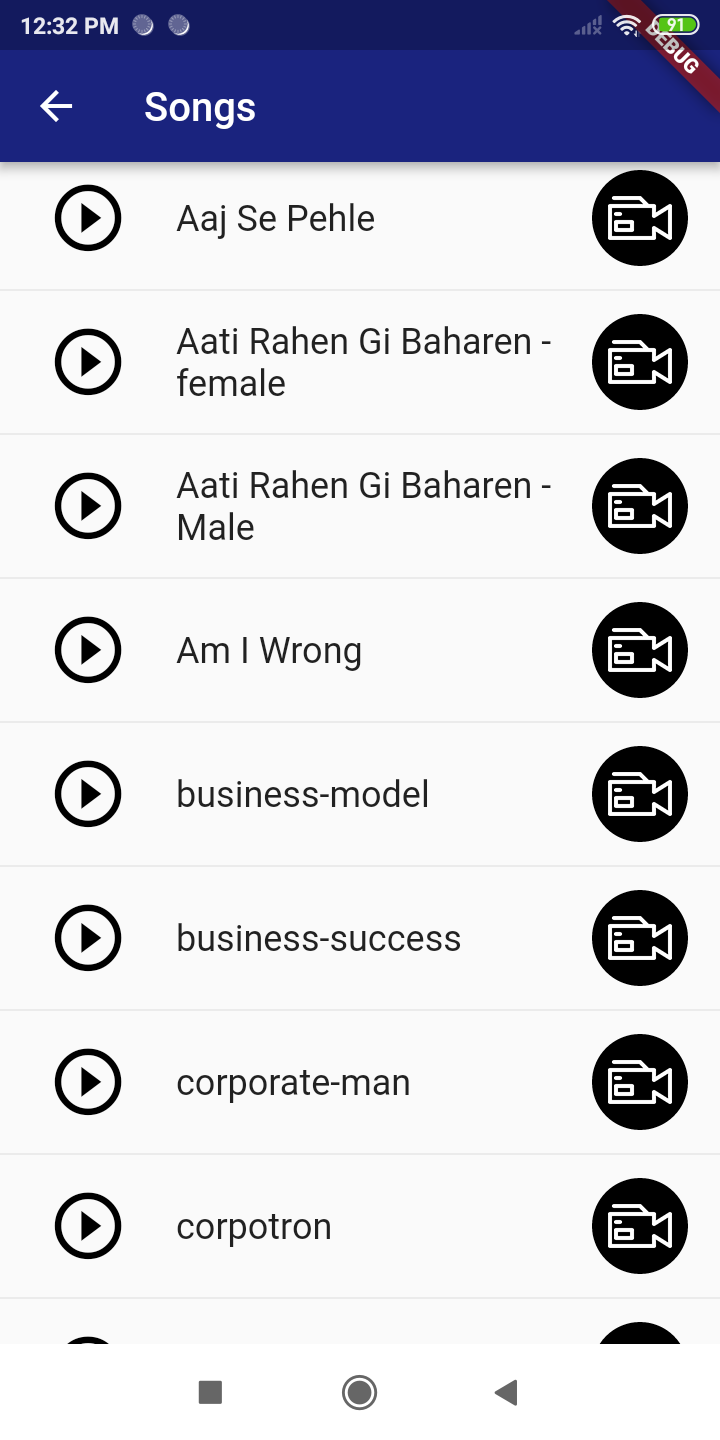 12:32 PM
91
DEBUG
Songs
Aaj Se Pehle
Aati Rahen Gi Baharen -
female
Aati Rahen Gi Baharen -
Male
Am I Wrong
business-model
business-success
corporate-man
corpotron